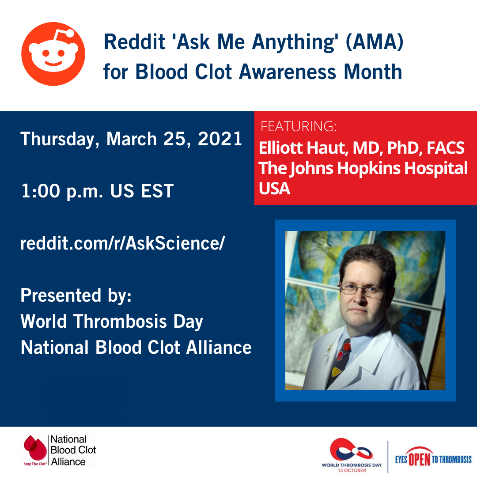 Reddit 'Ask Me Anything' (AMA)
for Blood Clot Awareness Month
Thursday, March 25, 2021
1:00 p.m. US EST
reddit.com/r/AskScience/
Presented by:
World Thrombosis Day
National Blood Clot Alliance
FEATURING:
Elliott Haut, MD, PhD, FACS
The Johns Hopkins Hospital
USA
Stop The Clot
National
Blood Clot
Alliance
WORLD THROMBOSIS DAY
13 OCTOBER
EYES OPEN TO THROMBOSIS